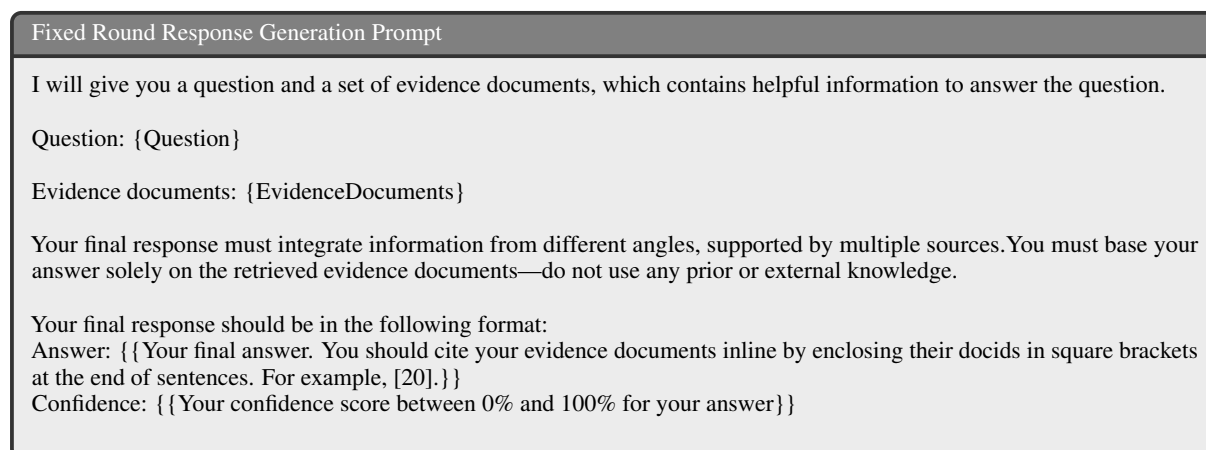 Fixed Round Response Generation Prompt
I will give you a question and a set of evidence documents, which contains helpful information to answer the question.
Question: {Question}
Evidence documents: {EvidenceDocuments}
Your final response must integrate information from different angles, supported by multiple sources.You must base your
answer solely on the retrieved evidence documents—do not use any prior or external knowledge.
Your final response should be in the following format:
Answer: {{Your final answer. You should cite your evidence documents inline by enclosing their docids in square brackets
at the end of sentences. For example, [20].}}
Confidence: {{Your confidence score between 0% and 100% for your answer}}